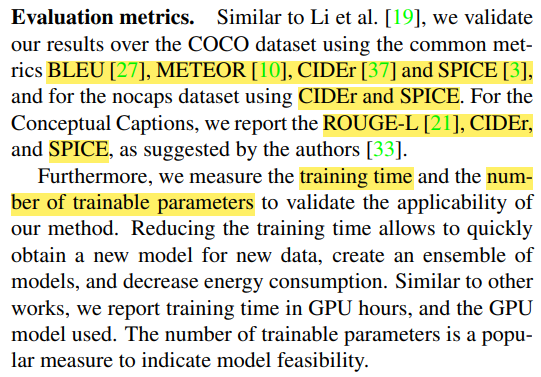 Evaluation metrics. Similar to Li et al. [19], we validate
our results over the COCO dataset using the common met-
rics BLEU [27], METEOR [10], CIDEr [37] and SPICE [3],
and for the nocaps dataset using CIDEr and SPICE. For the
Conceptual Captions, we report the ROUGE-L [21], CIDEr,
and SPICE, as suggested by the authors [33].
Furthermore, we measure the training time and the num-
ber of trainable parameters to validate the applicability of
our method. Reducing the training time allows to quickly
obtain a new model for new data, create an ensemble of
models, and decrease energy consumption. Similar to other
works, we report training time in GPU hours, and the GPU
model used. The number of trainable parameters is a popu-
lar measure to indicate model feasibility.